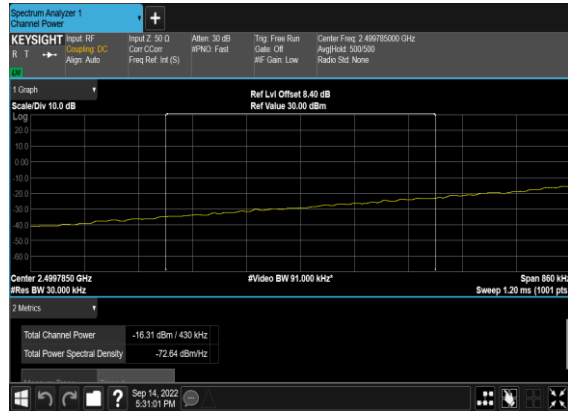 Spectrum Analyzer 1
Channel Power
+
KEYSIGHT Input: RF Input Z: 50 Ω Atten: 30 dB Trig: Free Run Center Freq: 2.499785000 GHz
R T Coupling: DC Corr CCorr #PNO: Fast Gate: Off Avg|Hold: 500/500
Align: Auto Freq Ref: Int (S) #IF Gain: Low Radio Std: None
1 Graph
Ref Lvl Offset 8.40 dB
Scale/Div 10.0 dB Ref Value 30.00 dBm
Log
20.0
10.0
0.00
-10.0
-20.0
-30.0
-40.0
-50.0
-60.0
Center 2.4997850 GHz #Video BW 91.000 kHz* Span 860 kHz
#Res BW 30.000 kHz Sweep 1.20 ms (1001 pts
2 Metrics
Total Channel Power -16.31 dBm / 430 kHz
Total Power Spectral Density -72.64 dBm/Hz
?
Sep 14, 2022
5:31:01 PM